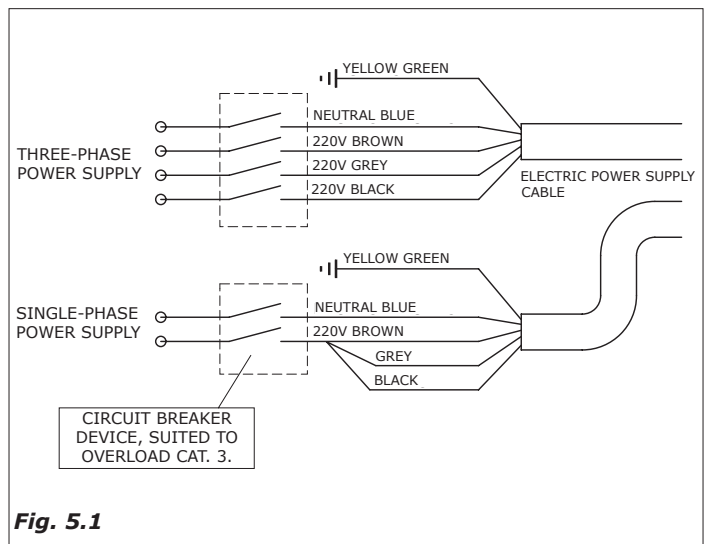 YELLOW GREEN
NEUTRAL BLUE
220V BROWN
220V GREY
220V BLACK
THREE-PHASE
POWER SUPPLY
ELECTRIC POWER SUPPLY
CABLE
YELLOW GREEN
NEUTRAL BLUE
220V BROWN
GREY
BLACK
SINGLE-PHASE
POWER SUPPLY
CIRCUIT BREAKER
DEVICE, SUITED TO
OVERLOAD CAT. 3.
Fig. 5.1